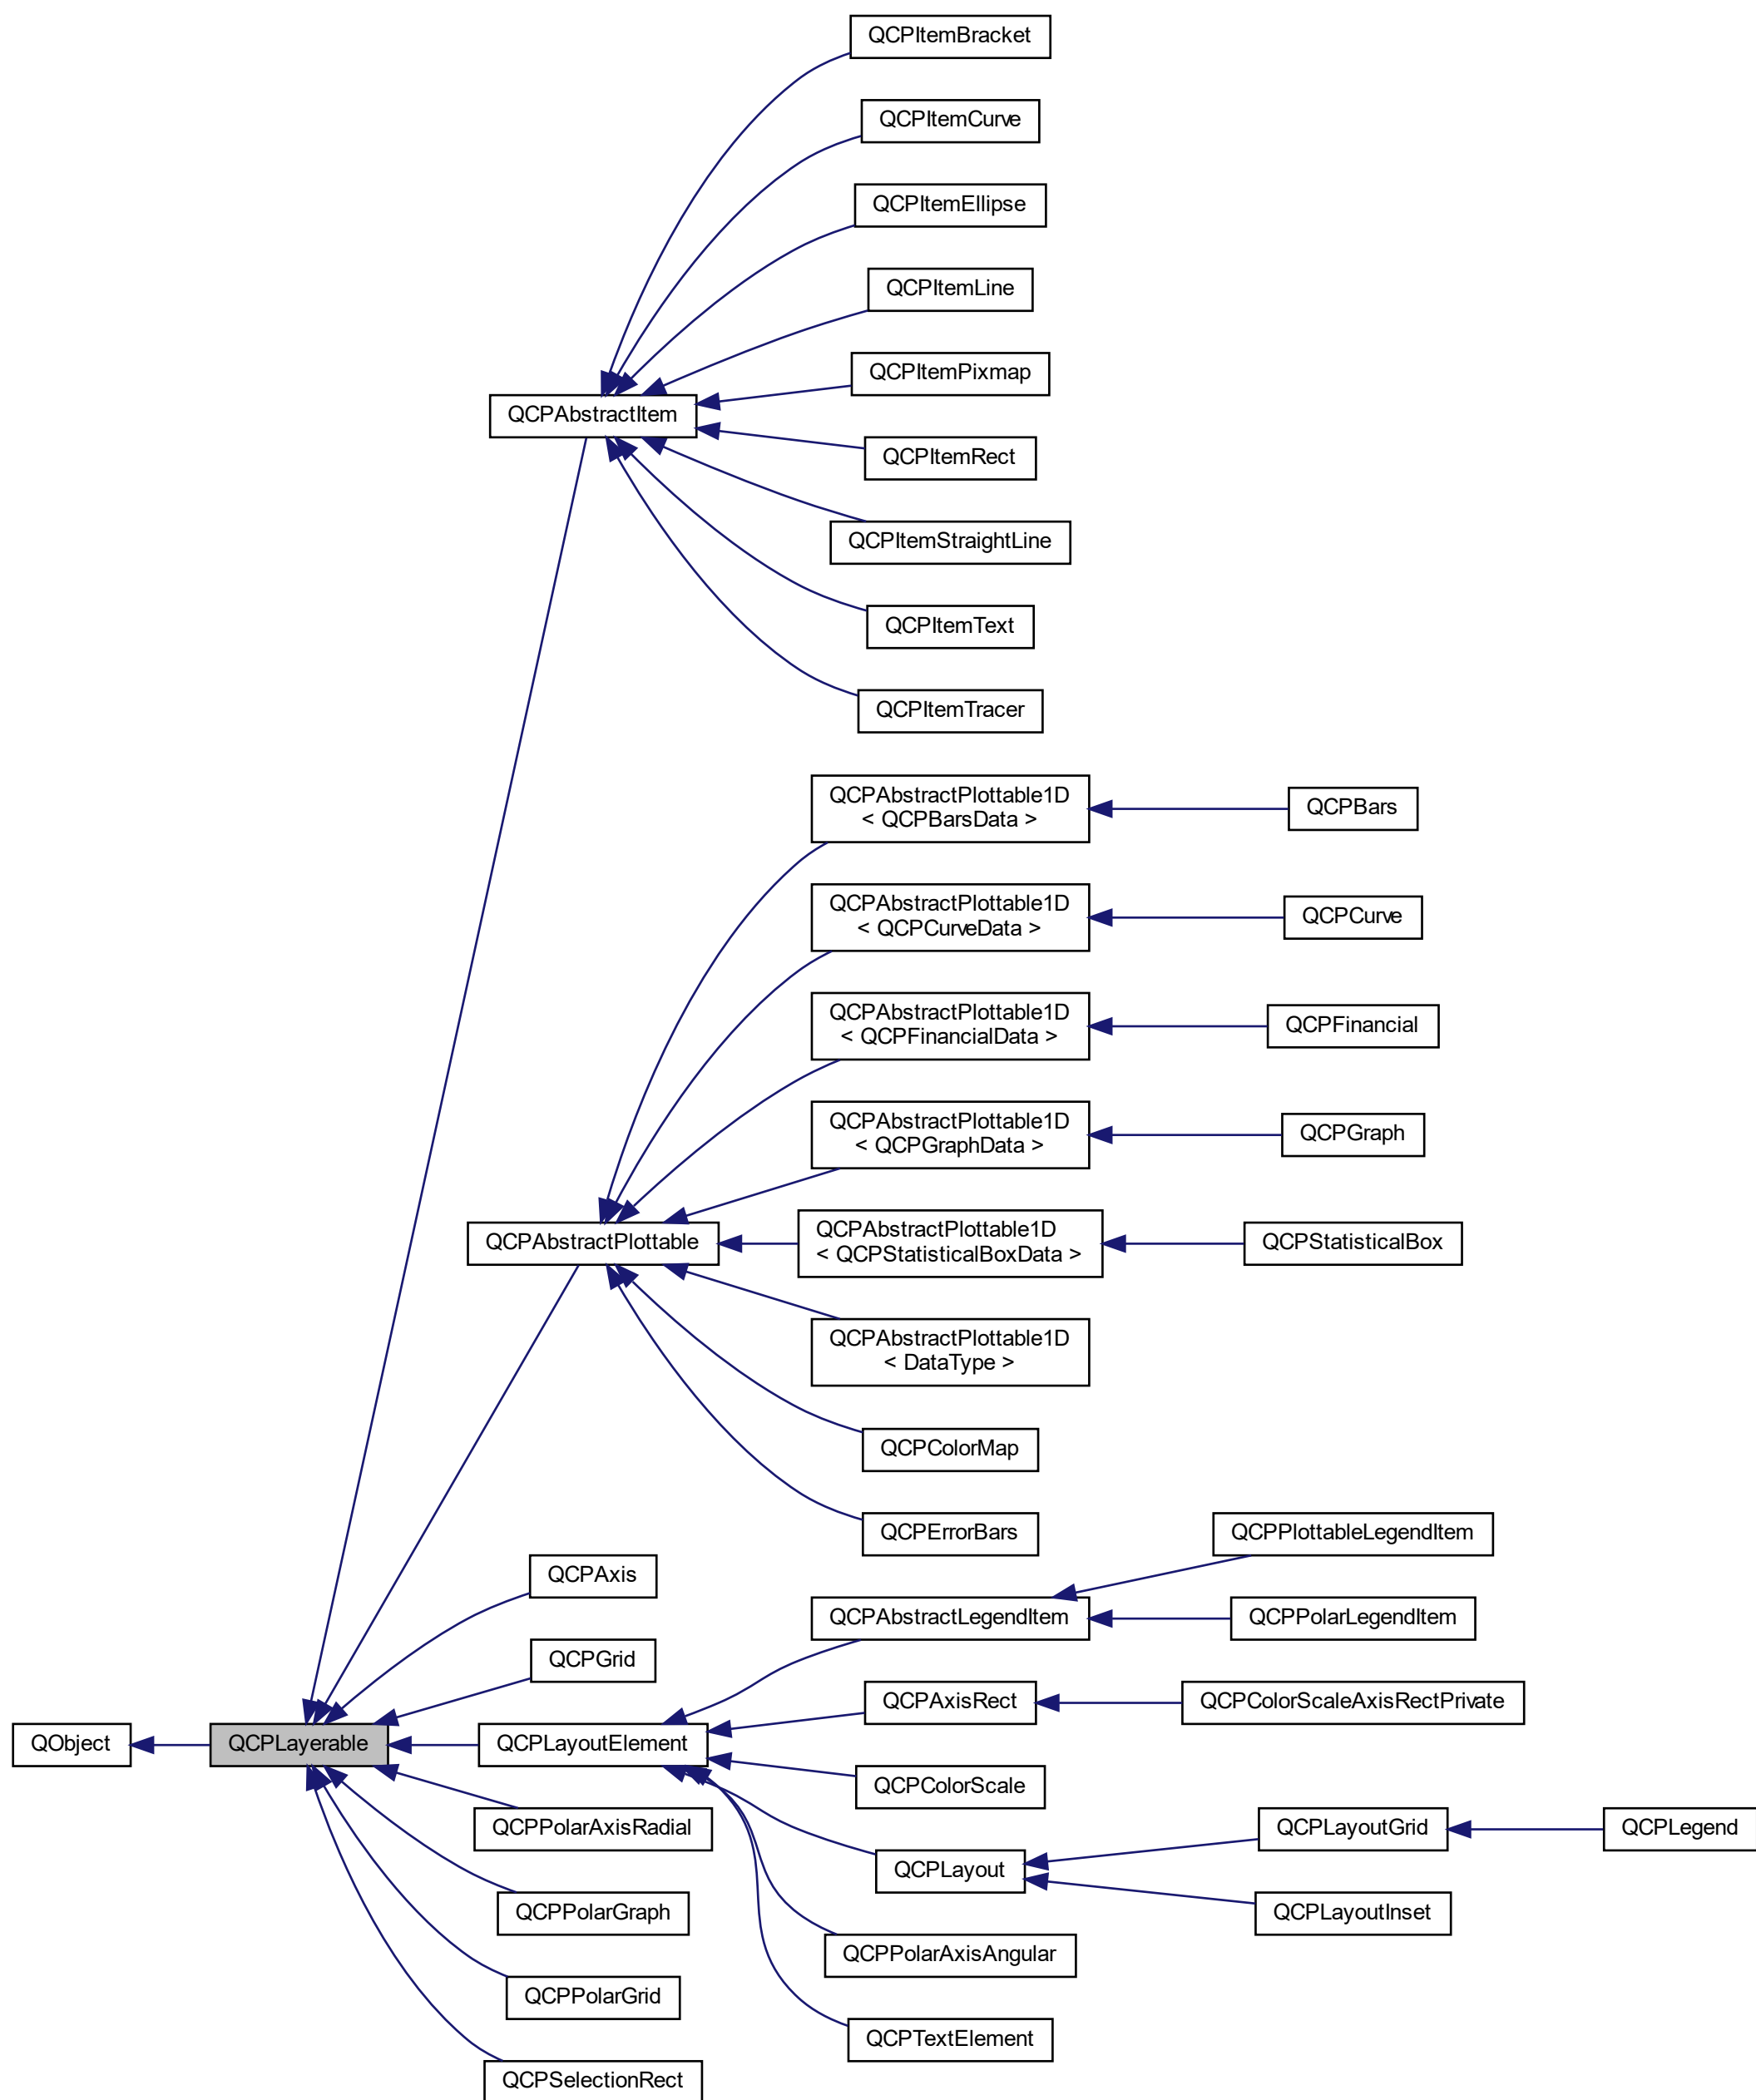 QCPItemBracket
QCPItemCurve
QCPItemEllipse
QCPItemLine
QCPItemPixmap
QCPAbstractItem
QCPItemRect
QCPItemStraightLine
QCPItemText
QCPItemTracer
QCPAbstractPlottable1D
< QCPBarsData >
QCPBars
QCPAbstractPlottable1D
< QCPCurveData >
QCPCurve
QCPAbstractPlottable1D
< QCPFinancialData >
QCPFinancial
QCPAbstractPlottable1D
< QCPGraphData >
QCPGraph
QCPAbstractPlottable
QCPAbstractPlottable1D
< QCPStatisticalBoxData >
QCPStatisticalBox
QCPAbstractPlottable1D
< DataType >
QCPColorMap
QCPErrorBars
QCPPlottableLegendItem
QCPAxis
QCPAbstractLegendItem
QCPPolarLegendItem
QCPGrid
QCPAxisRect
QCPColorScaleAxisRectPrivate
QObject
QCPLayerable
QCPLayoutElement
QCPColorScale
QCPPolarAxisRadial
QCPLayoutGrid
QCPLegend
QCPLayout
QCPPolarGraph
QCPLayoutInset
QCPPolarAxisAngular
QCPPolarGrid
QCPTextElement
QCPSelectionRect